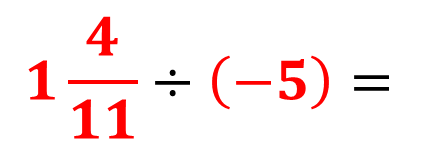 1 4/11 ÷ (−5) =